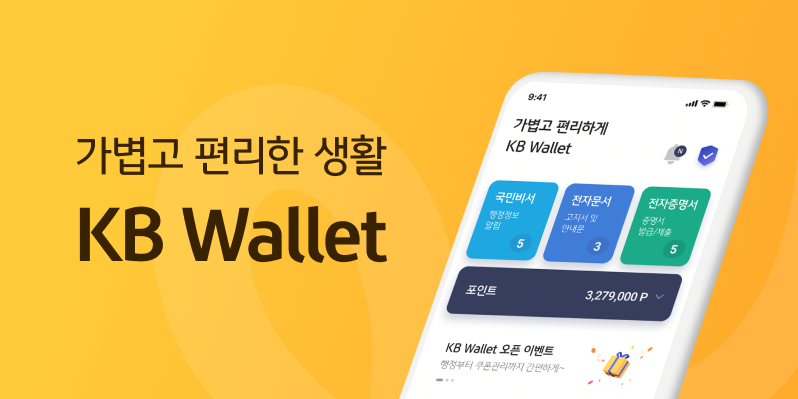 가볍고 편리한 생활
KB Wallet
9:41
가볍고 편리하게
KB Wallet
N
국민비서
행정정보
알림
5
전자문서
고지서 및
안내문
3
전자증명서
증명서
발급/제출
5
포인트
3,279,000 P
KB Wallet 오픈 이벤트
행정부터 쿠폰관리까지 간편하게~